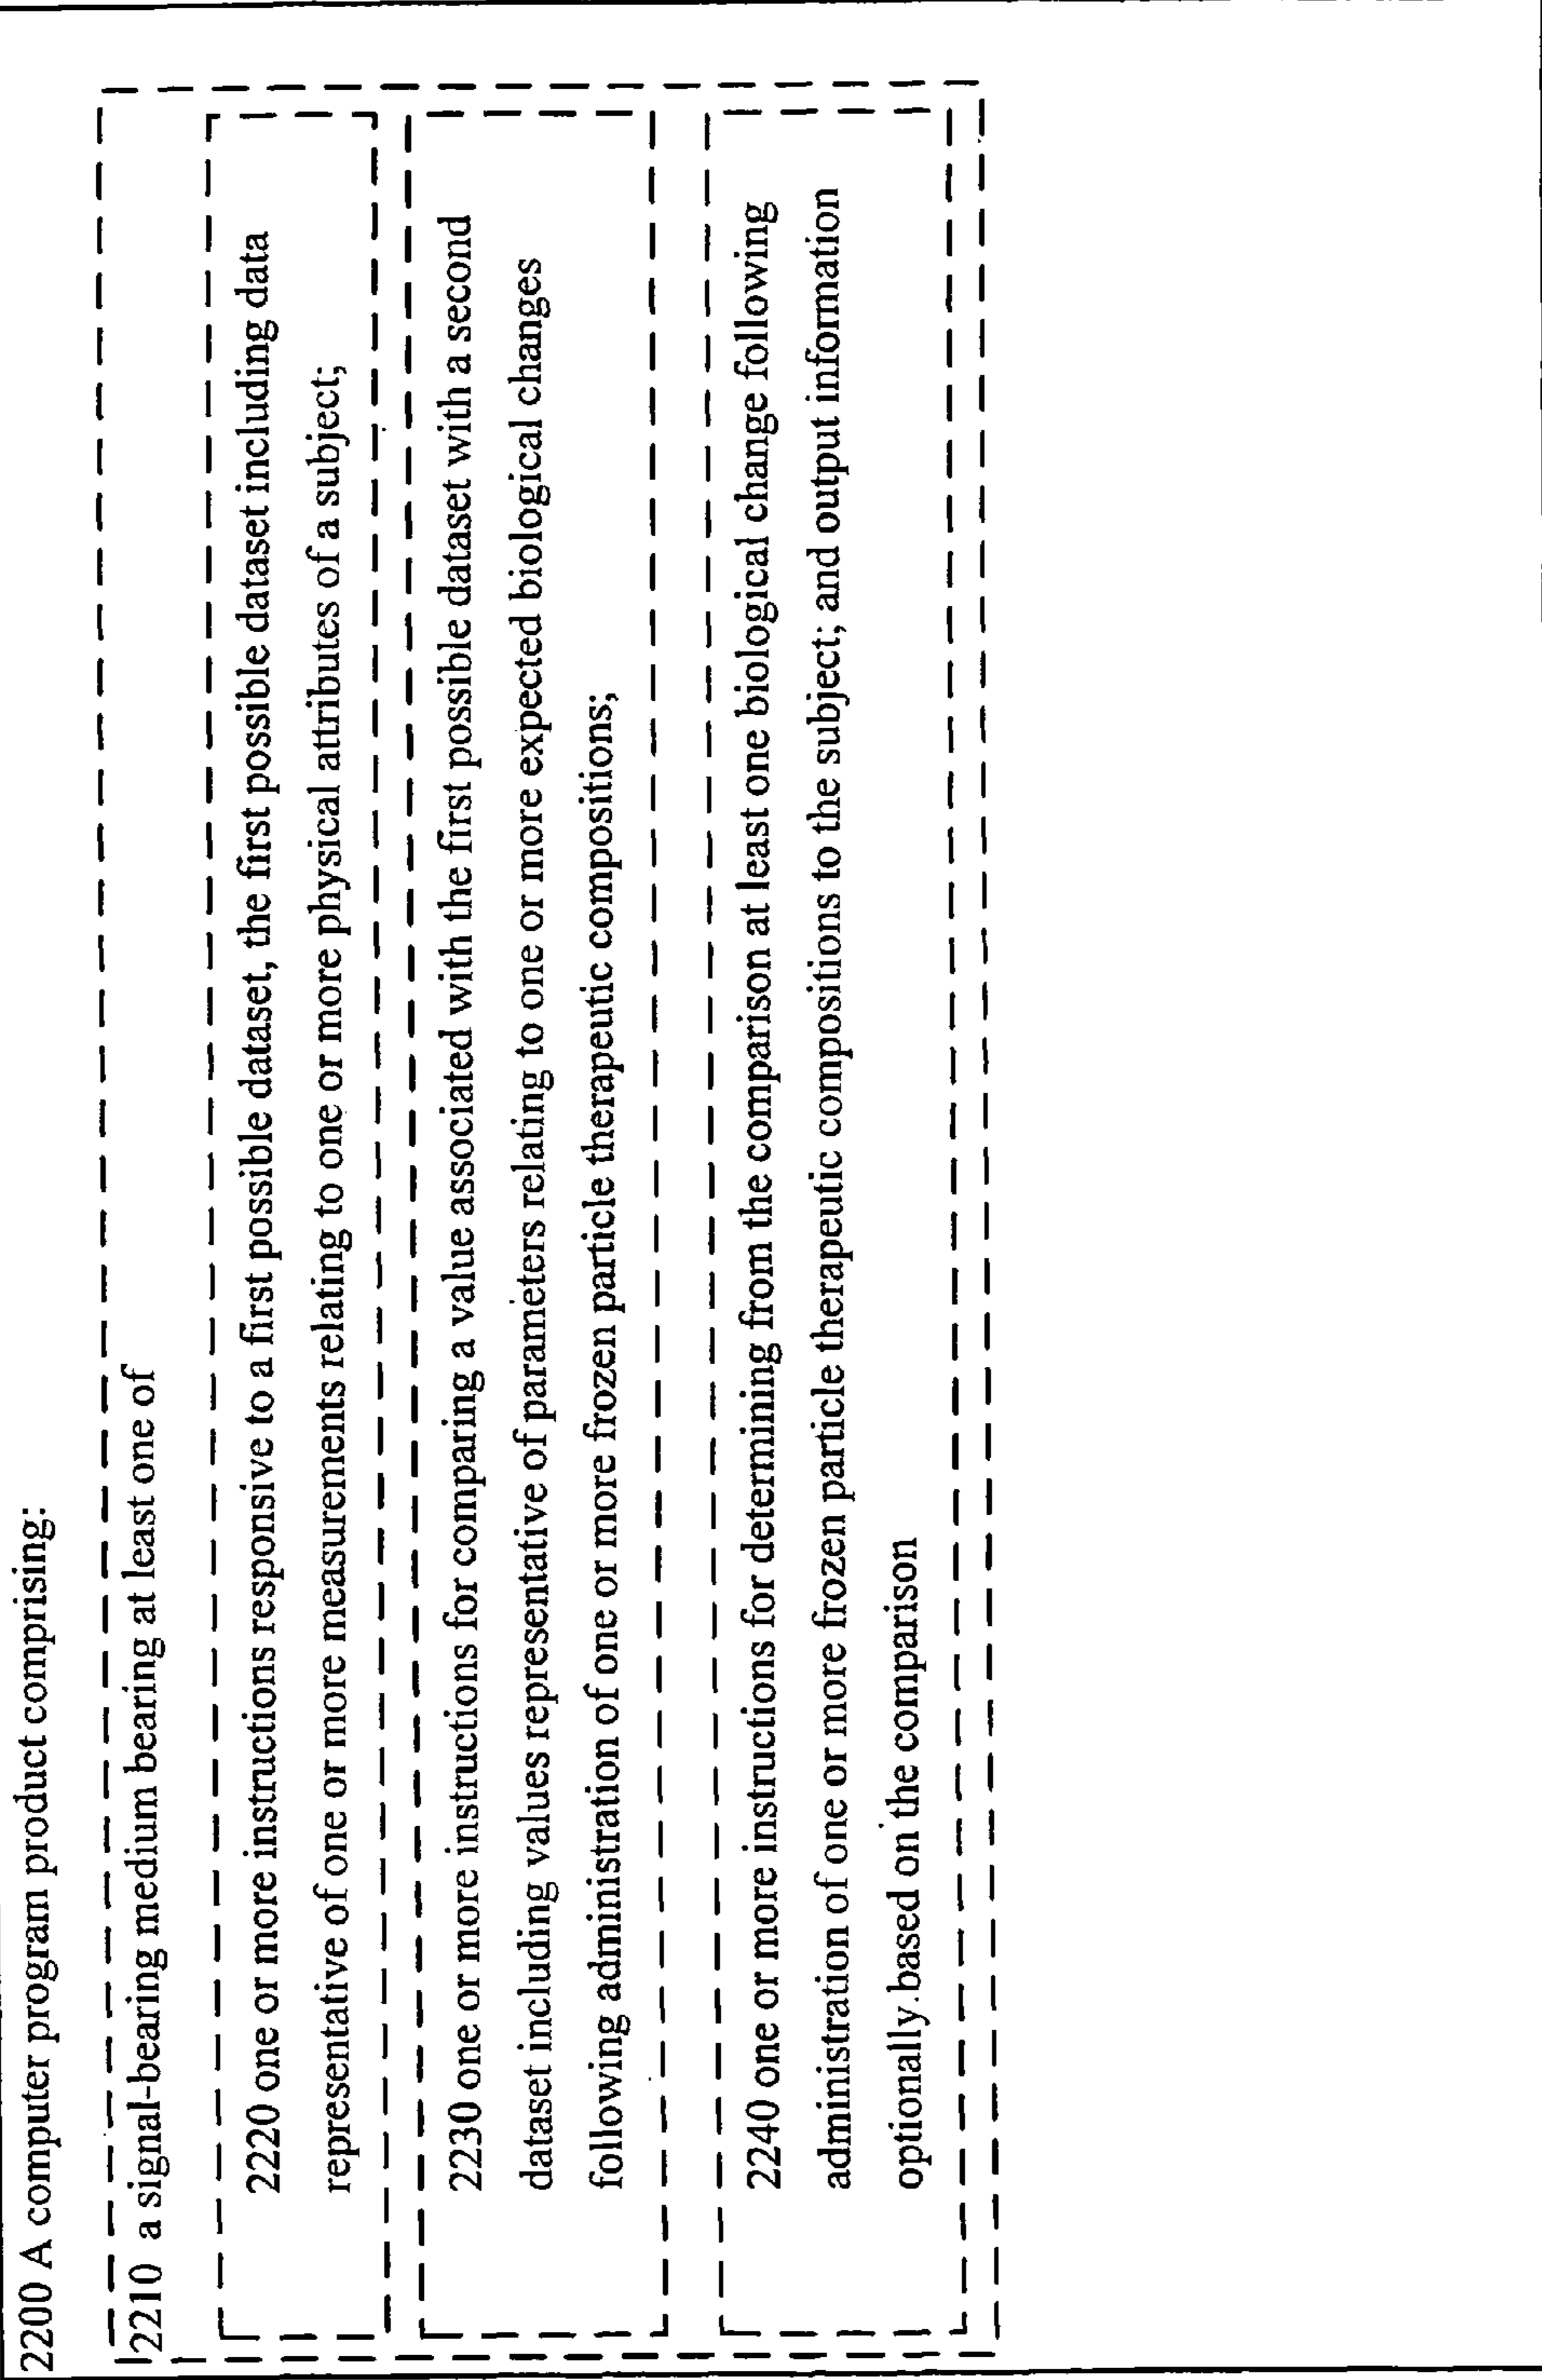 2200 A computer program product comprising:
2210 a signal-bearing medium bearing at least one of
2220 one or more instructions responsive to a first possible dataset, the first possible dataset including data
representative of one or more measurements relating to one or more physical attributes of a subject;
2230 one or more instructions for comparing a value associated with the first possible dataset with a second
dataset including values representative of parameters relating to one or more expected biological changes
following administration of one or more frozen particle therapeutic compositions;
2240 one or more instructions for determining from the comparison at least one biological change following
administration of one or more frozen particle therapeutic compositions to the subject; and output information
optionally based on the comparison